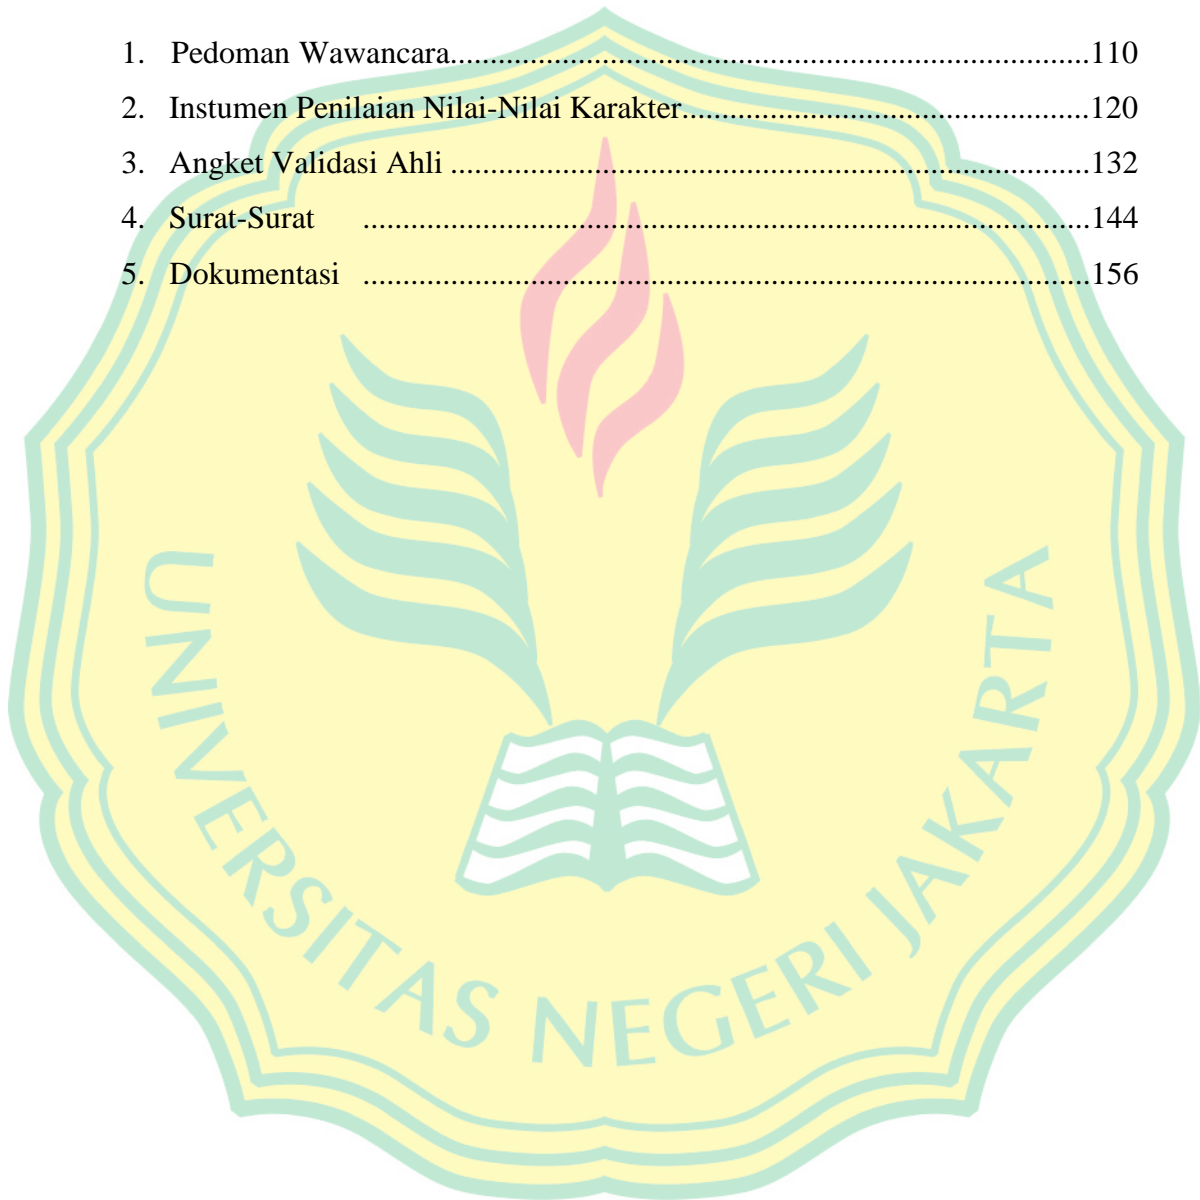 1. Pedoman Wawancara...............................................................................110
2. Instumen Penilaian Nilai-Nilai Karakter..................................................120
3. Angket Validasi Ahli ...............................................................................132
4. Surat-Surat ..........................................................................................144
5. Dokumentasi ..........................................................................................156
UNIVERSITAS NEGERI JAKARTA